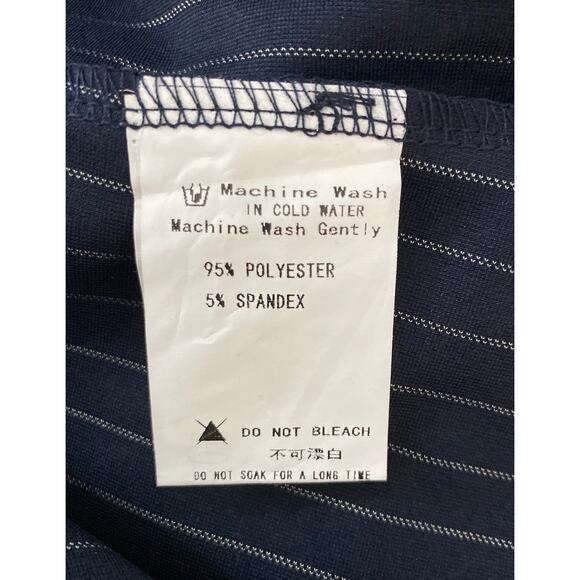 Machine Wash
IN COLD WATER
Machine Wash Gently
95% POLYESTER
5% SPANDEX
DO NOT BLEACH
不可漂白
DO NOT SOAK FOR A LONG TIME